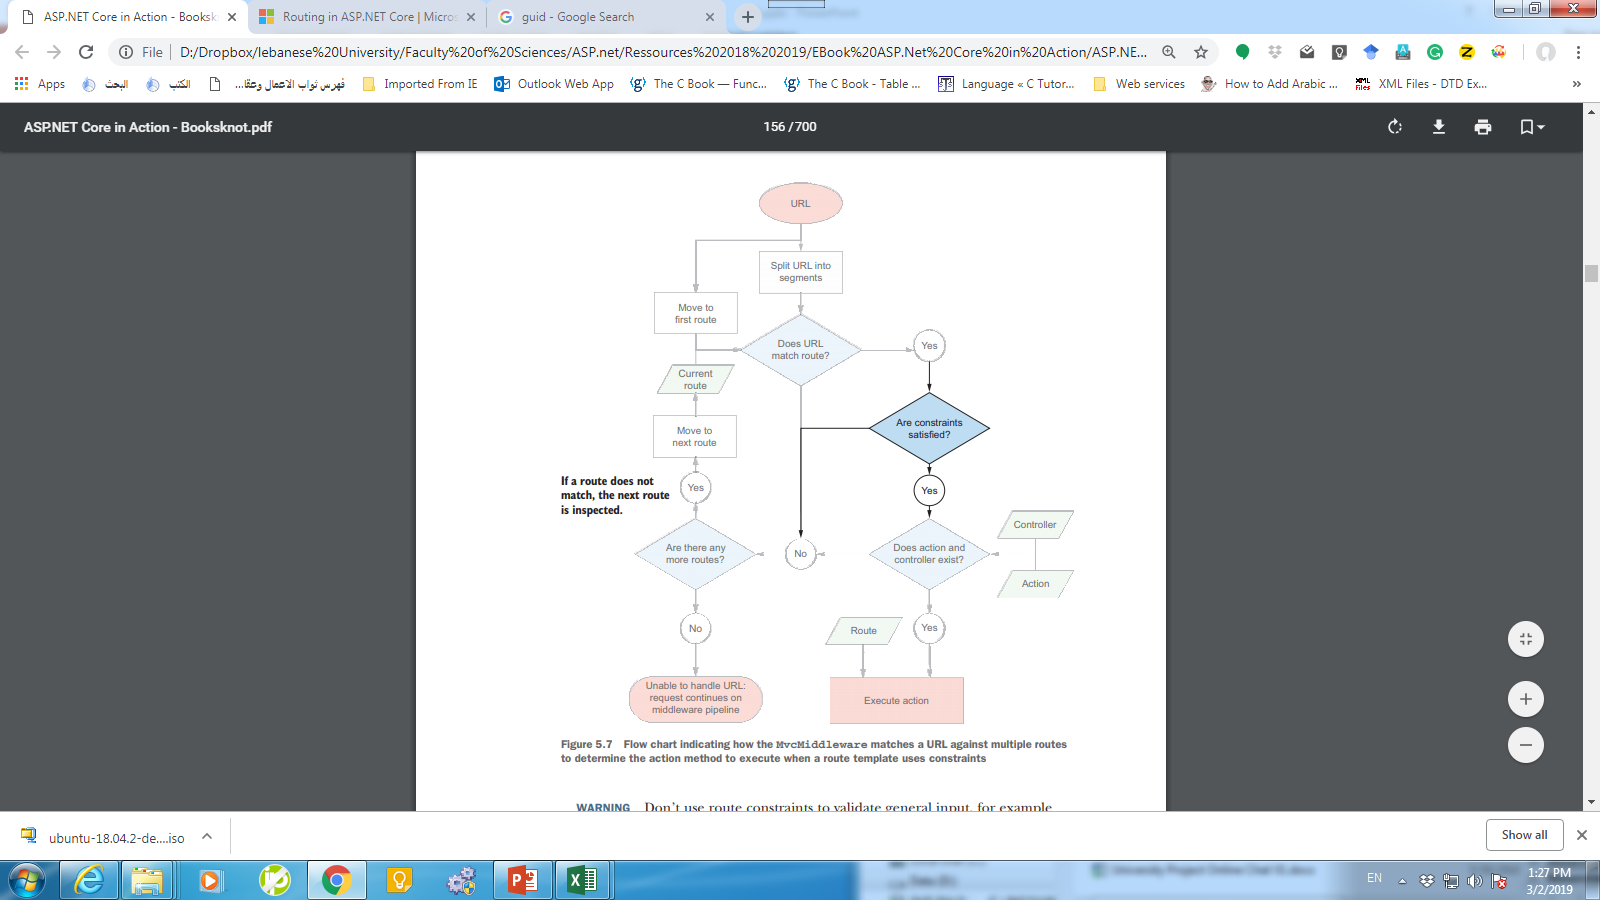 ASP.NET Core in Action - Booksk
Routing in ASP.NET Core | Micros
guid - Google Search
File
D:/Dropbox/lebanese%20University/Faculty%20of%20Sciences/ASP.net/Ressources%202018%202019/EBook%20ASP.Net%20Core%20in%20Action/ASP.NE...
Apps
البحث
الكتب
فهرس ثواب الاعمال وعقا...
Imported From IE
Outlook Web App
The C Book — Func...
The C Book - Table ...
Language « C Tutor...
Web services
How to Add Arabic ...
XML Files - DTD Ex...
»
ASP.NET Core in Action - Booksknot.pdf
156 / 700
URL
Split URL into
segments
Move to
first route
Does URL
match route?
Yes
Current
route
Move to
next route
Are constraints
satisfied?
If a route does not
match, the next route
is inspected.
Yes
Yes
Controller
Are there any
more routes?
No
Does action and
controller exist?
Action
No
Route
Yes
Unable to handle URL:
request continues on
middleware pipeline
Execute action
Figure 5.7 Flow chart indicating how the MvcMiddleware matches a URL against multiple routes
to determine the action method to execute when a route template uses constraints
WARNING Don't use route constraints to validate general input, for example
ubuntu-18.04.2-de....iso
Show all
EN
1:27 PM
3/2/2019